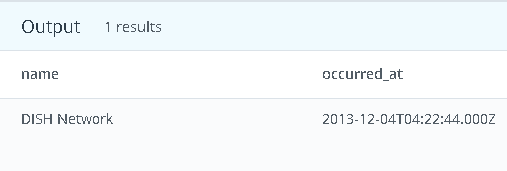 Output 1 results
name occurred_at
DISH Network 2013-12-04T04:22:44.000Z